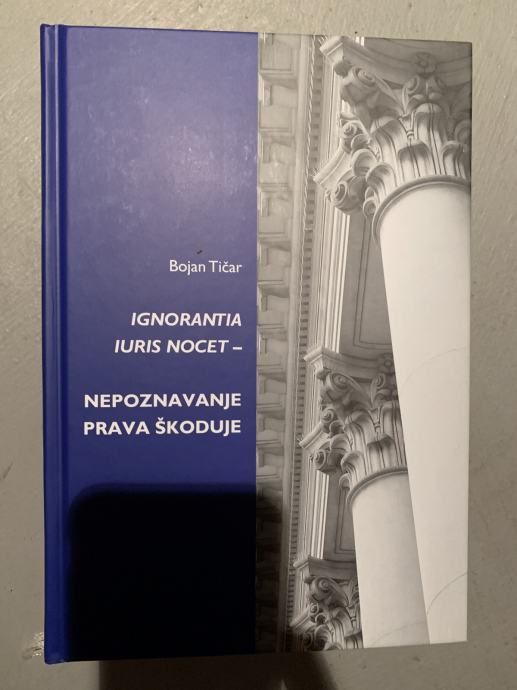 Bojan Tičar
IGNORANTIA
IURIS NOCET –
NEPOZNAVANJE
PRAVA ŠKODUJE